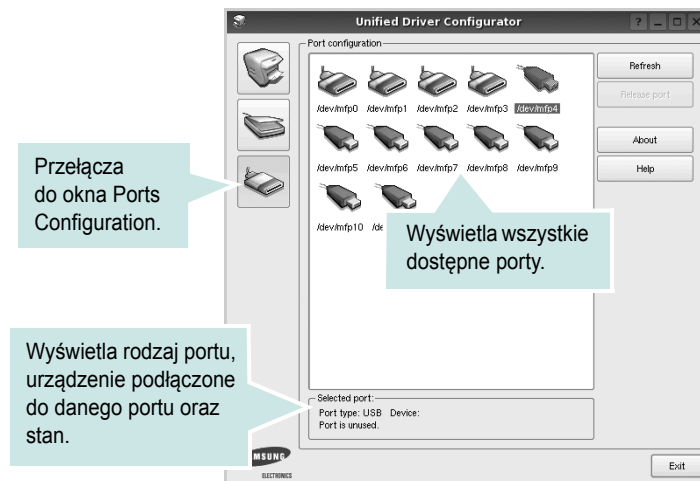 Unified Driver Configurator
Port configuration
/dev/mfp0 /dev/mfp1 /dev/mfp2 /dev/mfp3 /dev/mfp4
/dev/mfp5 /dev/mfp6 /dev/mfp7 /dev/mfp8 /dev/mfp9
/dev/mfp10
Refresh
Release port
About
Help
Przełącza
do okna Ports
Configuration.
Wyświetla wszystkie
dostępne porty.
Wyświetla rodzaj portu,
urządzenie podłączone
do danego portu oraz
stan.
Selected port:
Port type: USB Device:
Port is unused.
ELECTRONICS
Exit